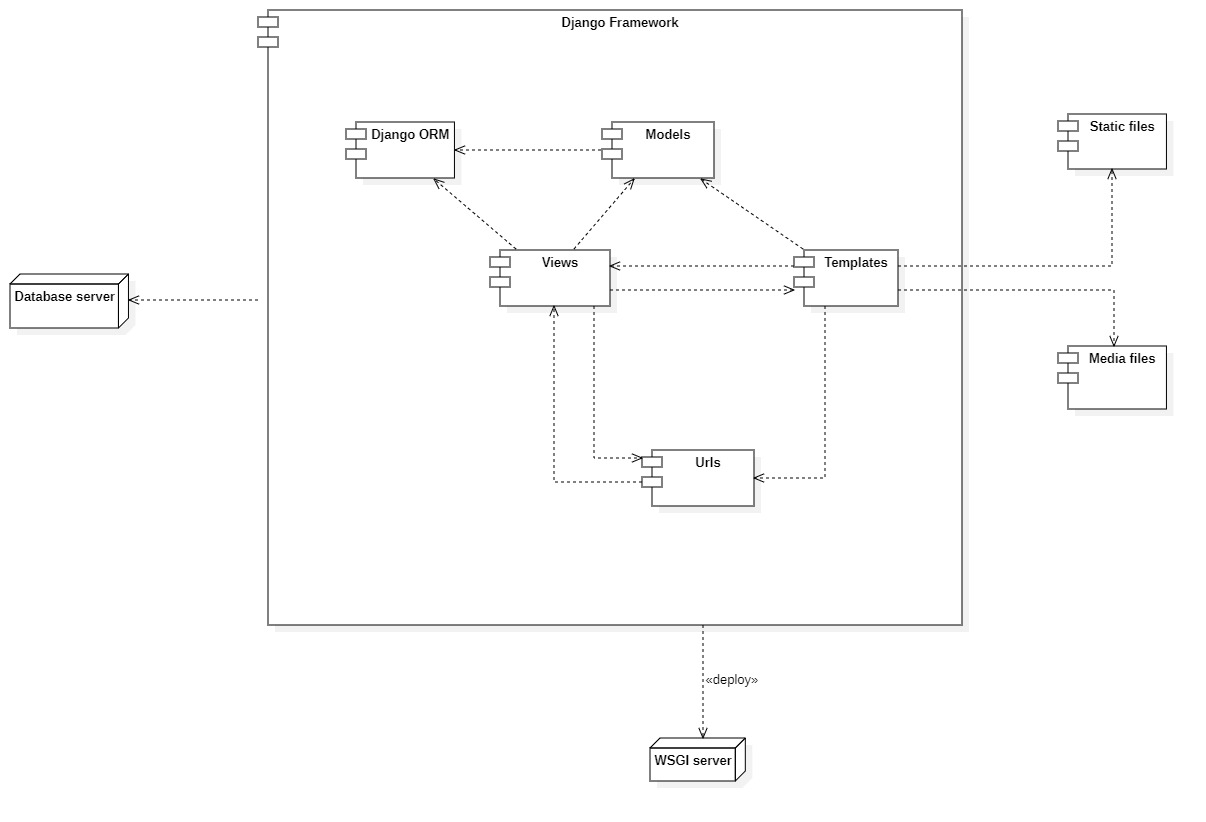 Django Framework
Django ORM
Models
Static files
Views
Templates
Database server
Media files
Urls
«deploy»
WSGI server